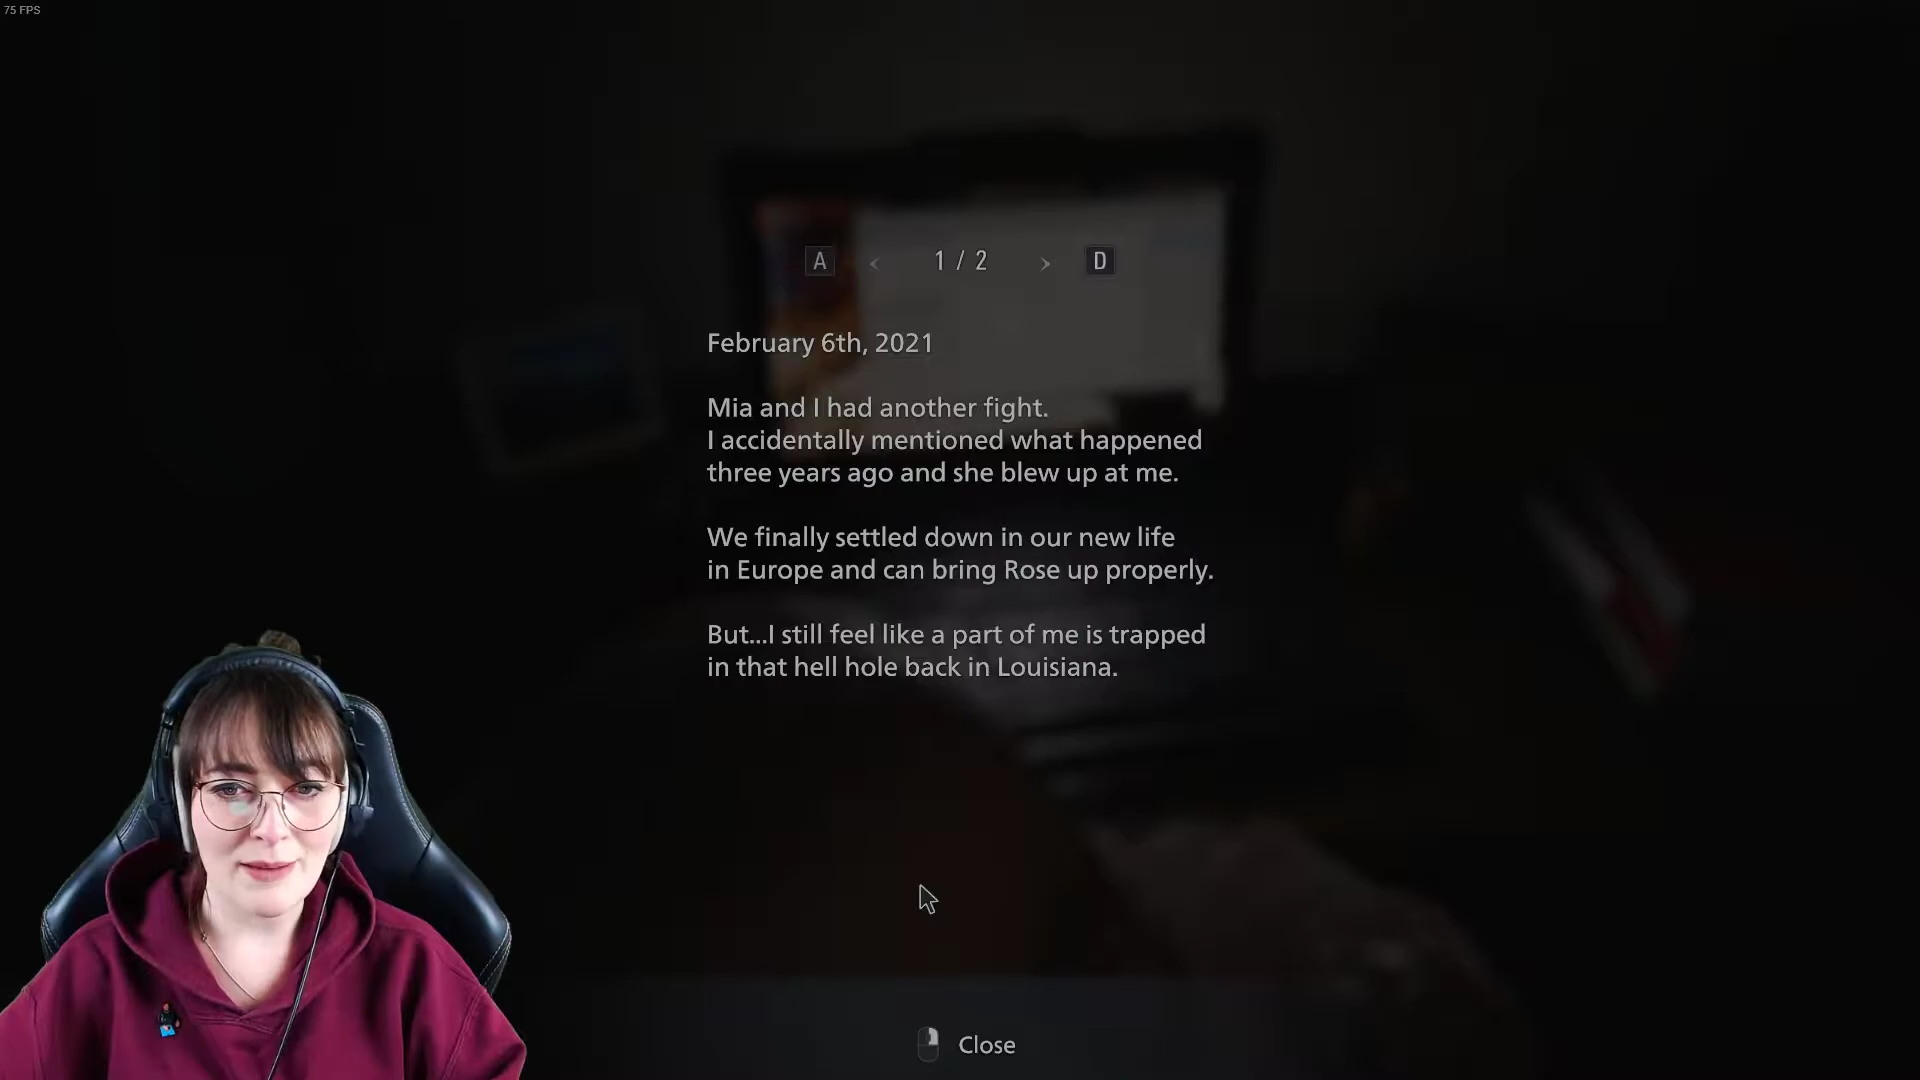 75 FPS
A < 1 / 2 > D
February 6th, 2021
Mia and I had another fight.
I accidentally mentioned what happened
three years ago and she blew up at me.
We finally settled down in our new life
in Europe and can bring Rose up properly.
But...I still feel like a part of me is trapped
in that hell hole back in Louisiana.
Close